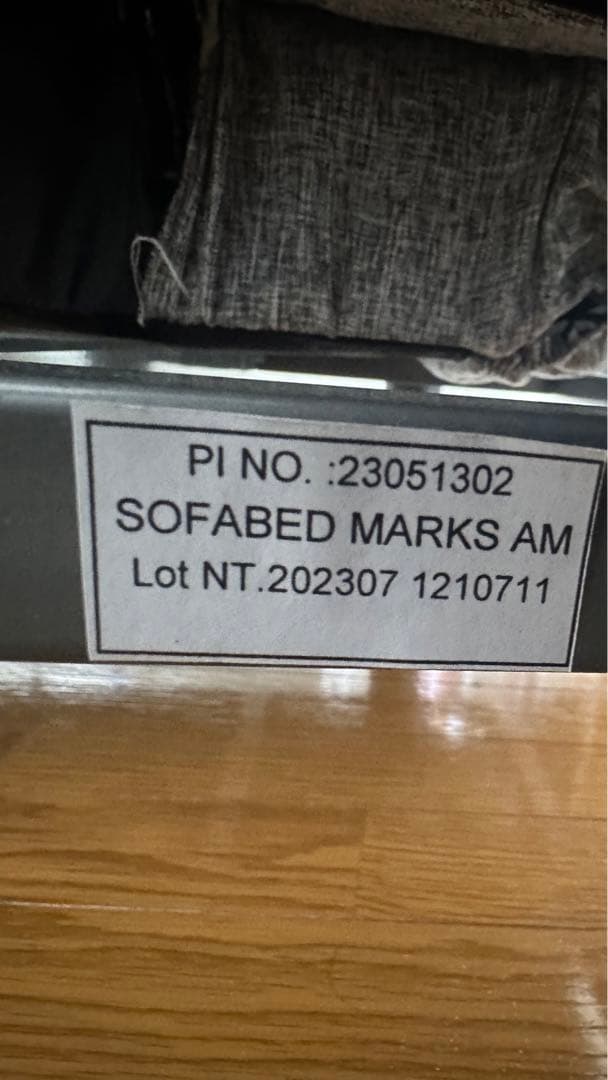 PI NO. :23051302
SOFABED MARKS AM
Lot NT.202307 1210711